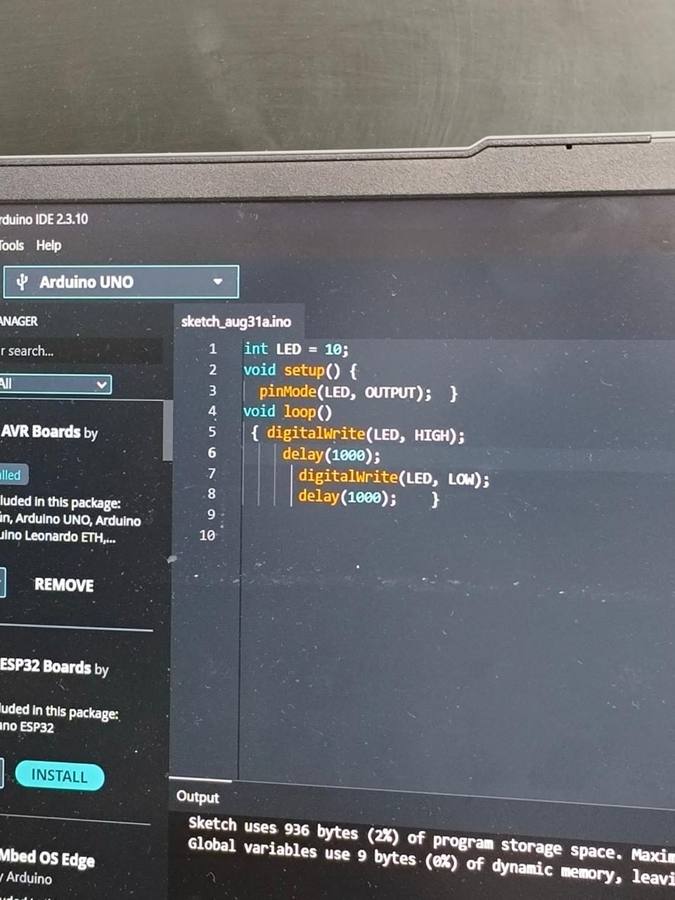 rduino IDE 2.3.10
Tools Help
Arduino UNO
ANAGER
sketch_aug31a.ino
r search...
All
1 int LED = 10;
2 void setup() {
3 pinMode(LED, OUTPUT); }
4 void loop()
5 { digitalWrite(LED, HIGH);
6 delay(1000);
7 digitalWrite(LED, LOW);
8 delay(1000); }
9
10
AVR Boards by
lled
luded in this package:
ún, Arduino UNO, Arduino
uino Leonardo ETH,...
REMOVE
ESP32 Boards by
luded in this package:
no ESP32
INSTALL
Mbed OS Edge
y Arduino
Output
Sketch uses 936 bytes (2%) of program storage space. Maxim
Global variables use 9 bytes (0%) of dynamic memory, leavi